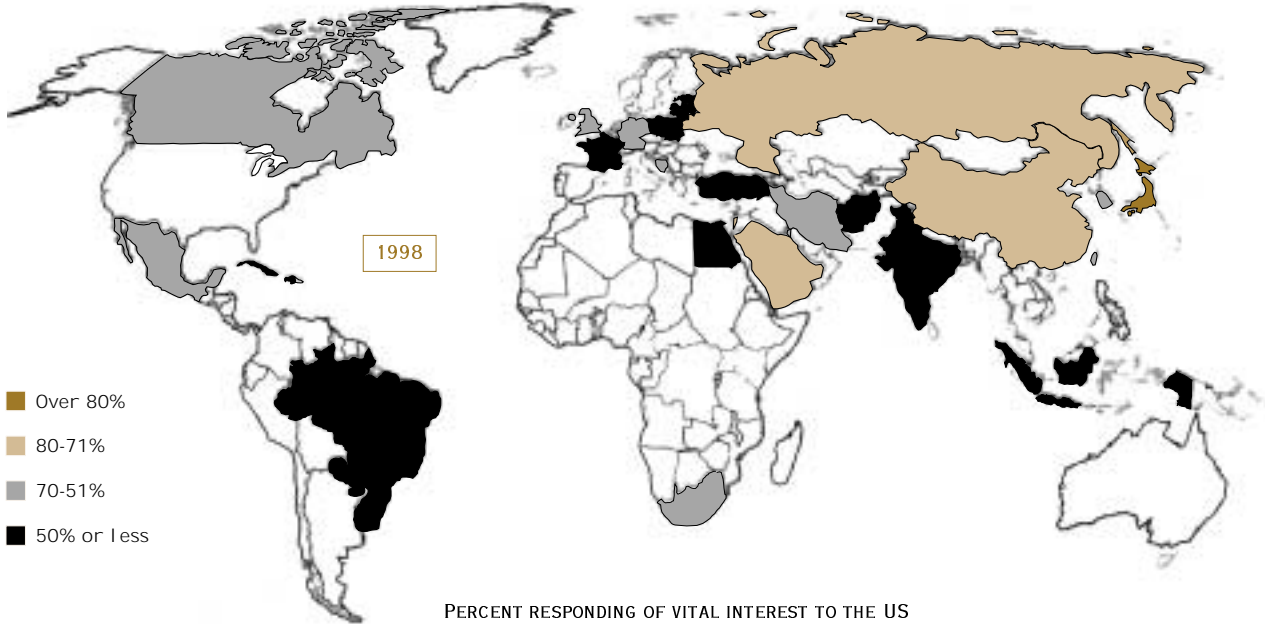 1998
Over 80%
80-71%
70-51%
50% or less
PERCENT RESPONDING OF VITAL INTEREST TO THE US